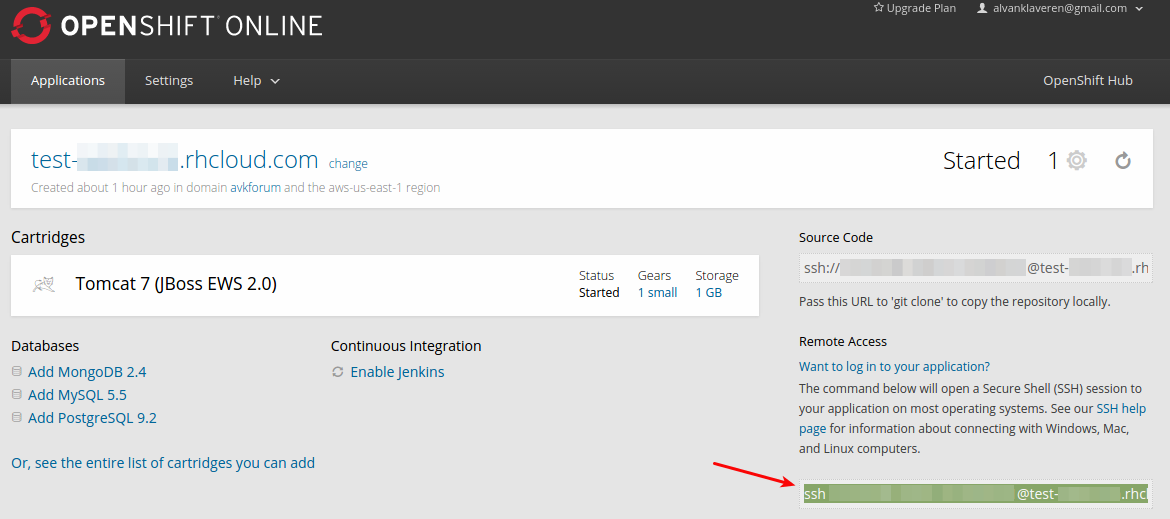 OPENSHIFT ONLINE
Upgrade Plan
alvanklaveren@gmail.com
Applications
Settings
Help
OpenShift Hub
test-
.rhcloud.com
change
Created about 1 hour ago in domain avkforum and the aws-us-east-1 region
Started
1
Cartridges
Tomcat 7 (JBoss EWS 2.0)
Status
Started
Gears
1 small
Storage
1 GB
Databases
Add MongoDB 2.4
Add MySQL 5.5
Add PostgreSQL 9.2
Or, see the entire list of cartridges you can add
Continuous Integration
Enable Jenkins
Source Code
ssh:// @test- .rh
Pass this URL to 'git clone' to copy the repository locally.
Remote Access
Want to log in to your application?
The command below will open a Secure Shell (SSH) session to
your application on most operating systems. See our SSH help
page for information about connecting with Windows, Mac,
and Linux computers.
ssh @test- .rhcl